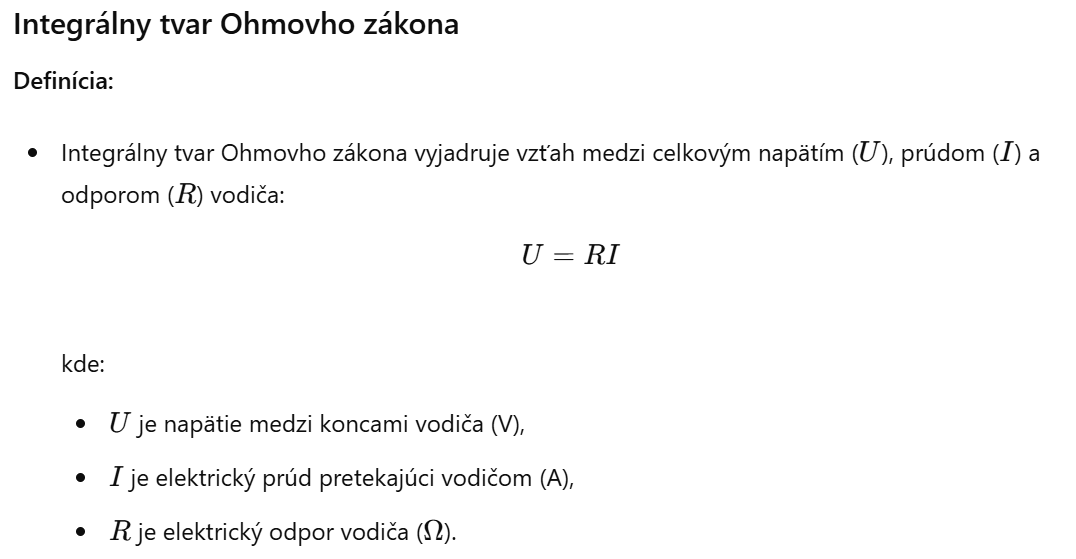 Integrálny tvar Ohmovho zákona
Definícia:
• Integrálny tvar Ohmovho zákona vyjadruje vzťah medzi celkovým napätím (U), prúdom (I) a
odporom (R) vodiča:
U = RI
kde:
• U je napätie medzi koncami vodiča (V),
• I je elektrický prúd pretekajúci vodičom (A),
• R je elektrický odpor vodiča (Ω).